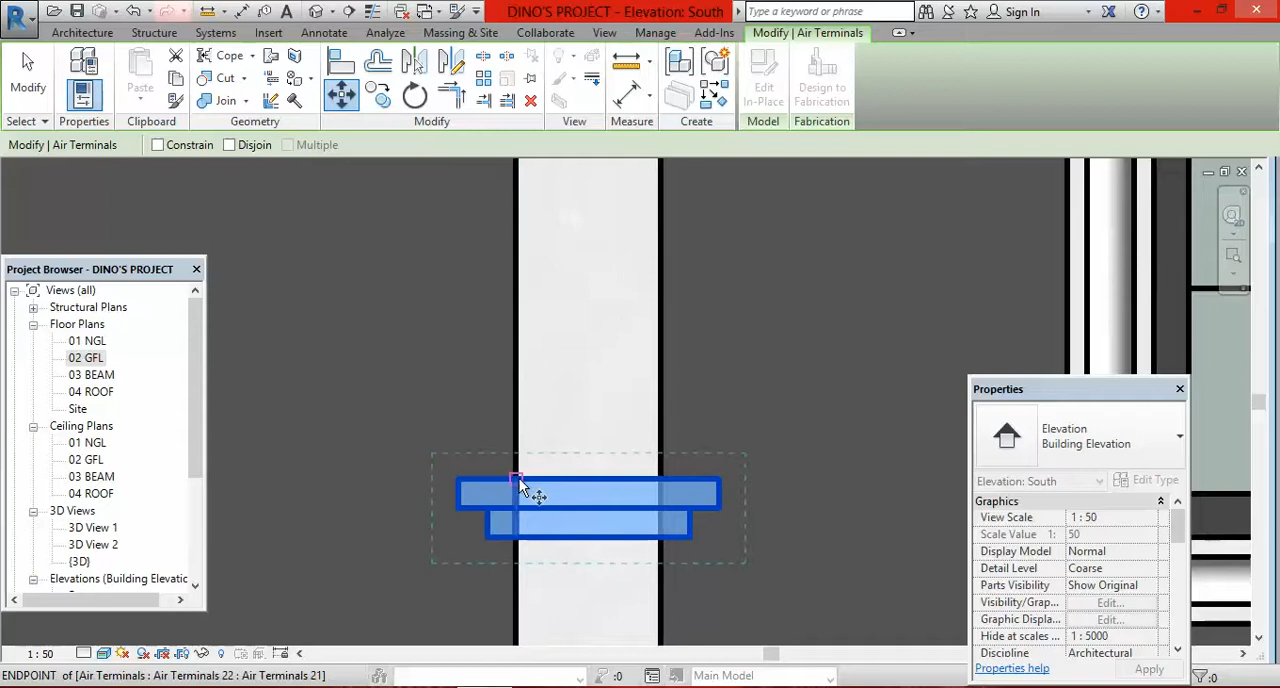 DINO'S PROJECT - Elevation: South
Type a keyword or phrase
Sign In
Architecture Structure Systems Insert Annotate Analyze Massing & Site Collaborate View Manage Add-Ins Modify | Air Terminals
Modify
Paste
Cope
Cut
Join
Edit In-Place
Design to Fabrication
Select Properties Clipboard Geometry Modify View Measure Create Model Fabrication
Modify | Air Terminals Constrain Disjoin Multiple
Project Browser - DINO'S PROJECT
Views (all)
Structural Plans
Floor Plans
01 NGL
02 GFL
03 BEAM
04 ROOF
Site
Ceiling Plans
01 NGL
02 GFL
03 BEAM
04 ROOF
3D Views
3D View 1
3D View 2
{3D}
Elevations (Building Elevatic
Properties
Elevation
Building Elevation
Elevation: South Edit Type
Graphics
View Scale 1 : 50
Scale Value 1: 50
Display Model Normal
Detail Level Coarse
Parts Visibility Show Original
Visibility/Grap... Edit...
Graphic Displa... Edit...
Hide at scales ... 1 : 5000
Discipline Architectural
Properties help Apply
1 : 50
ENDPOINT of [Air Terminals : Air Terminals 22 : Air Terminals 21] :0 Main Model :0